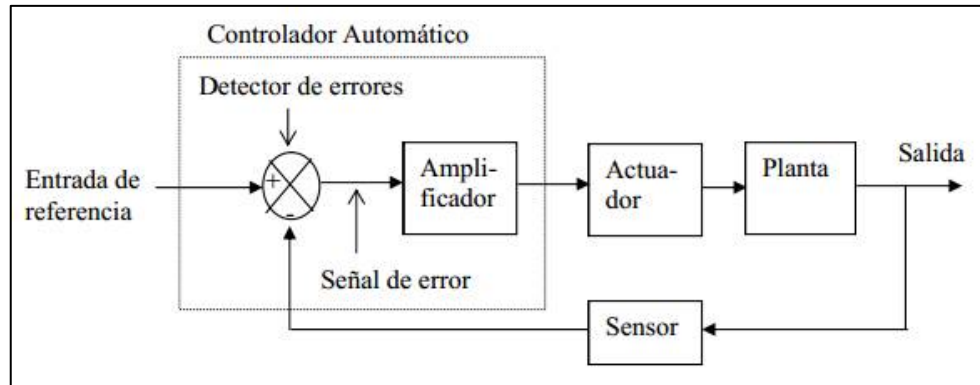 Controlador Automático
Detector de errores
Entrada de
referencia
+
-
Ampli-
ficador
Actua-
dor
Planta
Salida
Señal de error
Sensor